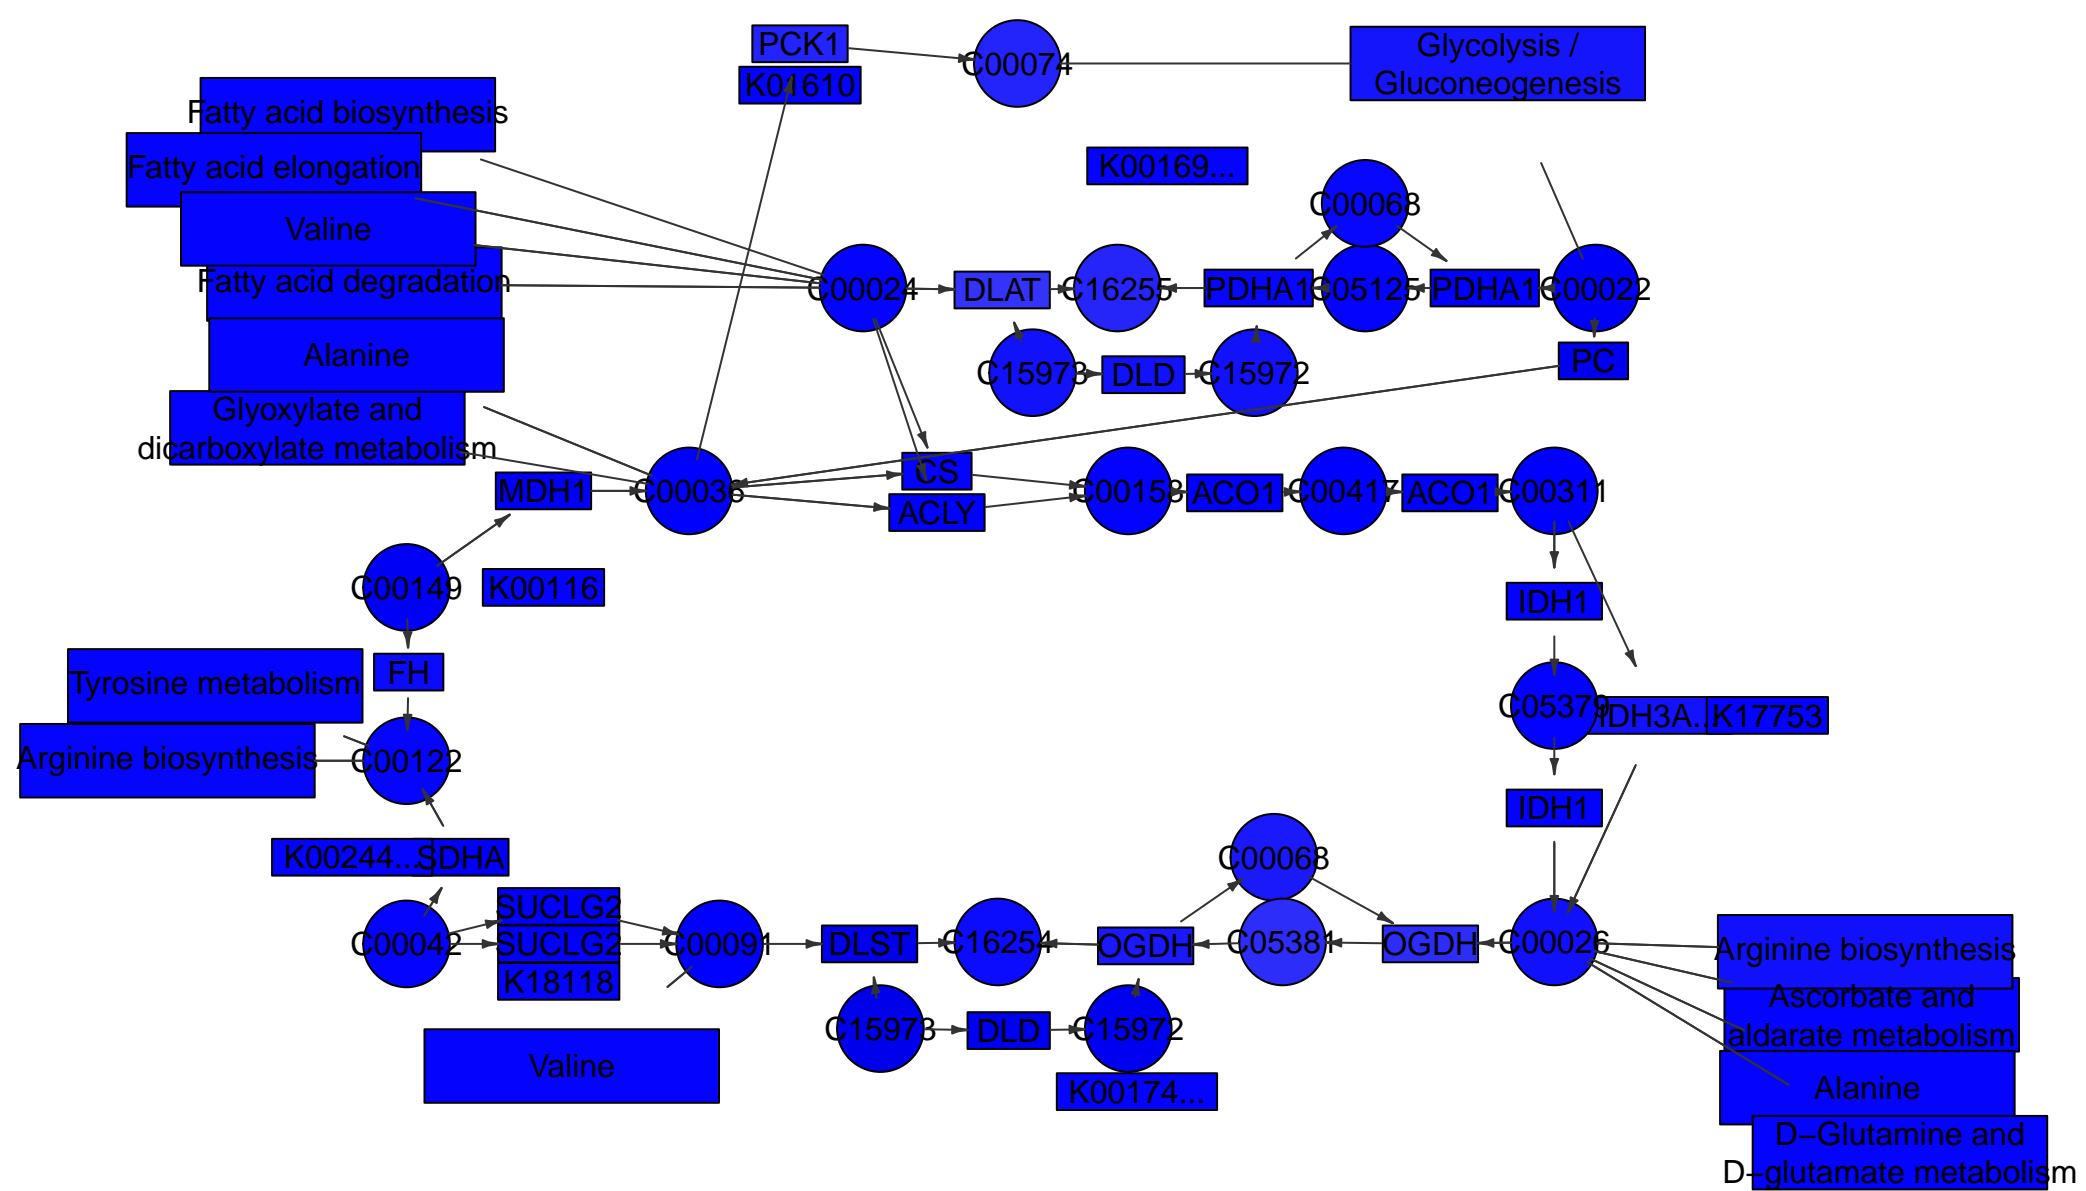 PCK1
C00074
Glycolysis /
Gluconeogenesis
K01610
Fatty acid biosynthesis
Fatty acid elongation
K00169...
C00068
Valine
Fatty acid degradation
C00024
DLAT
C16255
PDHA1
C05125
PDHA1
C00022
Alanine
C15973
DLD
C15972
PC
Glyoxylate and
dicarboxylate metabolism
MDH1
C00036
CS
ACLY
C00158
ACO1
C00417
ACO1
C00311
C00149
K00116
IDH1
Tyrosine metabolism
FH
C05379
IDH3A...
K17753
Arginine biosynthesis
C00122
IDH1
K00244...
SDHA
C00068
SUCLG2
C00042
SUCLG2
C00091
DLST
C16254
OGDH
C05381
OGDH
C00026
Arginine biosynthesis
K18118
Ascorbate and
aldarate metabolism
C15973
DLD
C15972
Valine
K00174...
Alanine
D−Glutamine and
D−glutamate metabolism